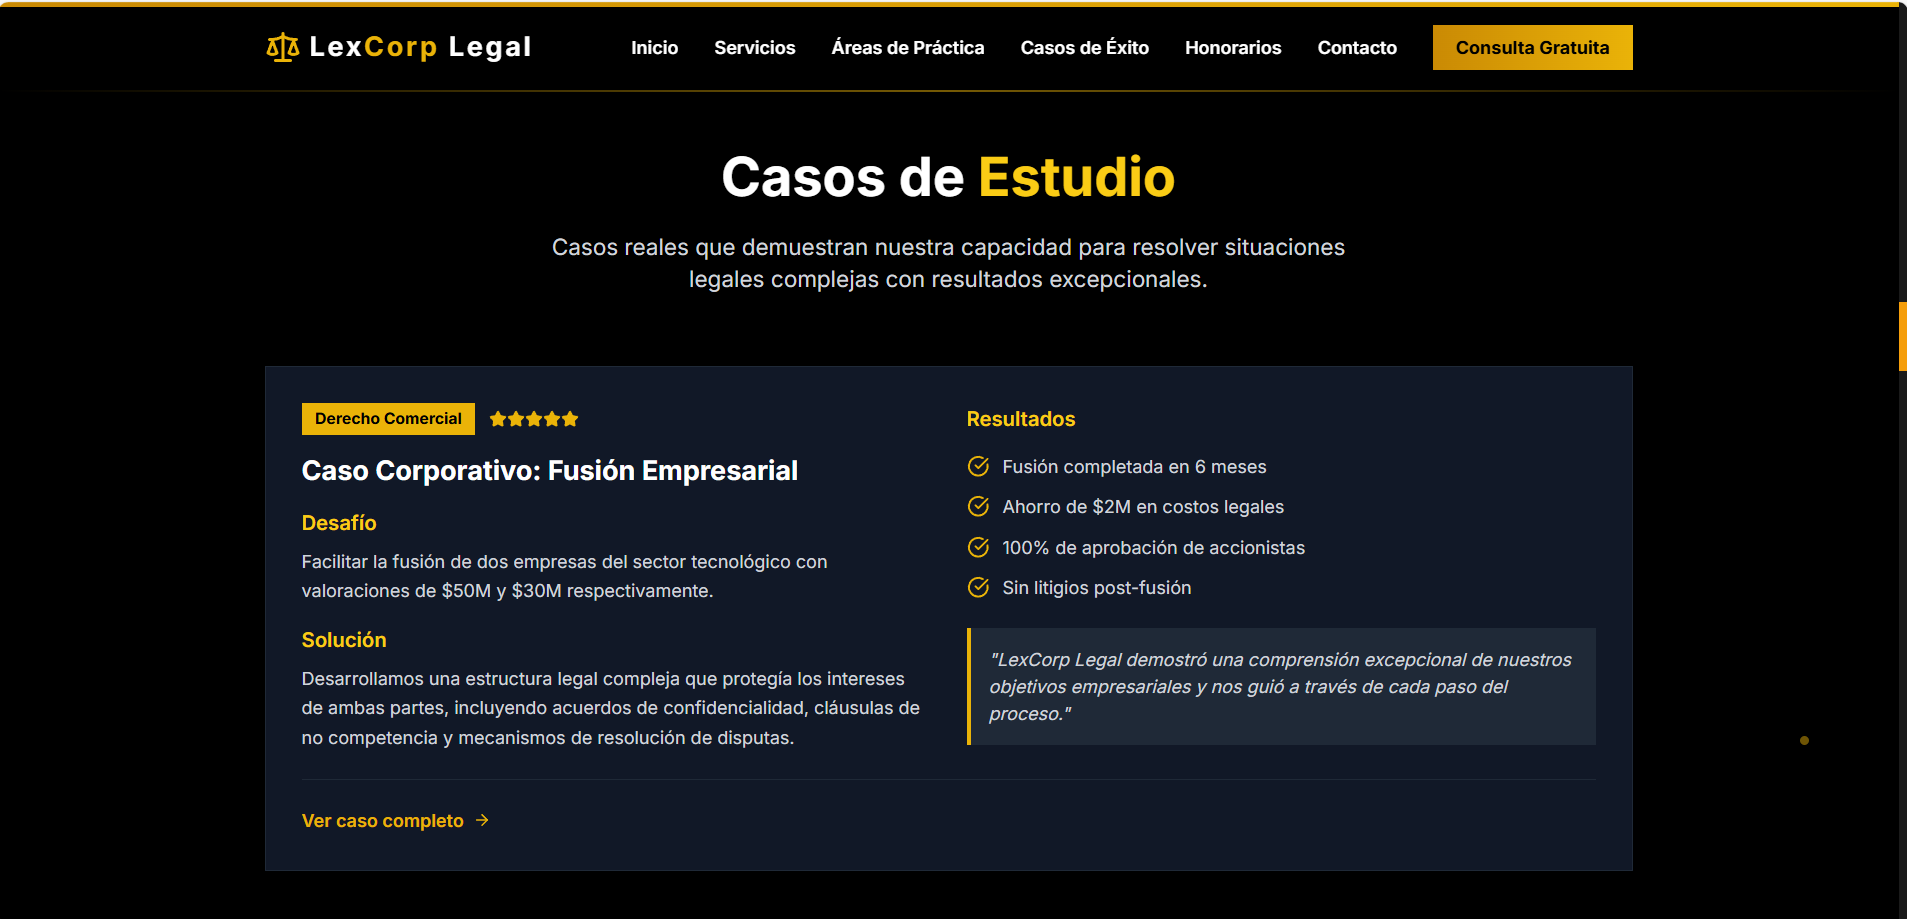 LexCorp Legal
Inicio
Servicios
Áreas de Práctica
Casos de Éxito
Honorarios
Contacto
Consulta Gratuita
Casos de Estudio
Casos reales que demuestran nuestra capacidad para resolver situaciones
legales complejas con resultados excepcionales.
Derecho Comercial
Caso Corporativo: Fusión Empresarial
Desafío
Facilitar la fusión de dos empresas del sector tecnológico con
valoraciones de $50M y $30M respectivamente.
Solución
Desarrollamos una estructura legal compleja que protegía los intereses
de ambas partes, incluyendo acuerdos de confidencialidad, cláusulas de
no competencia y mecanismos de resolución de disputas.
Resultados
Fusión completada en 6 meses
Ahorro de $2M en costos legales
100% de aprobación de accionistas
Sin litigios post-fusión
"LexCorp Legal demostró una comprensión excepcional de nuestros
objetivos empresariales y nos guió a través de cada paso del
proceso."
Ver caso completo